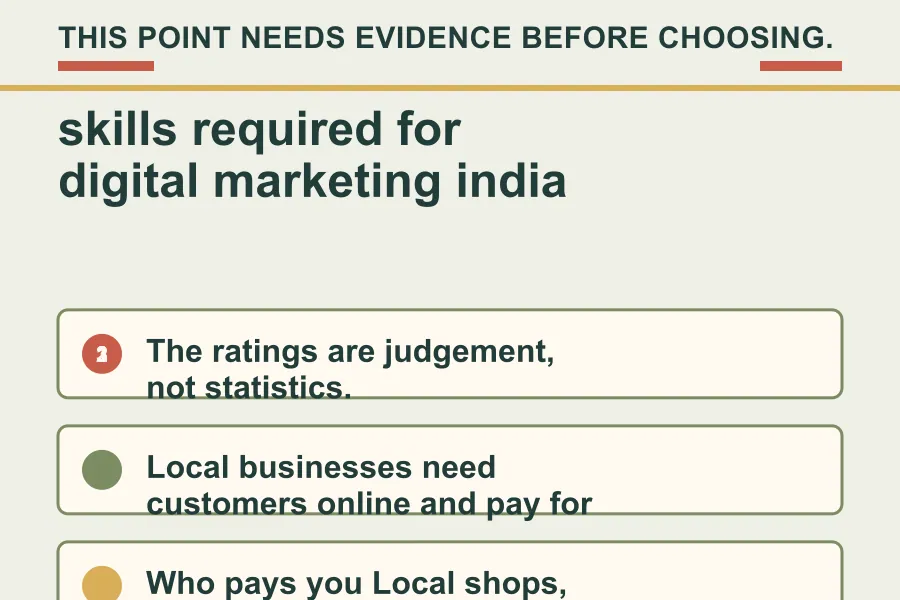 THIS POINT NEEDS EVIDENCE BEFORE CHOOSING.
skills required for
digital marketing india
The ratings are judgement,
not statistics.
Local businesses need
customers online and pay for
Who pays you Local shops,